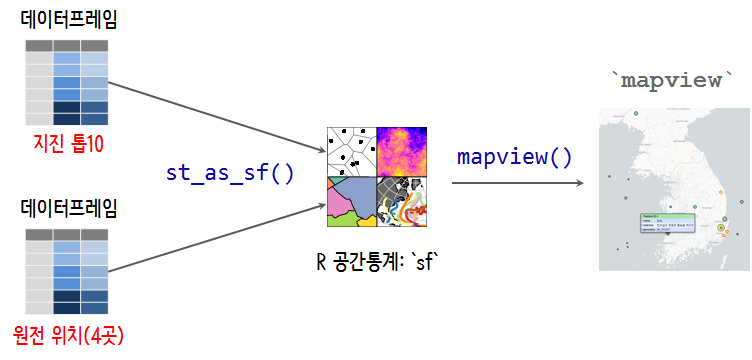 데이터프레임
지진 톱10
데이터프레임
원전 위치(4곳)
st_as_sf()
R 공간통계: `sf`
mapview()
`mapview`